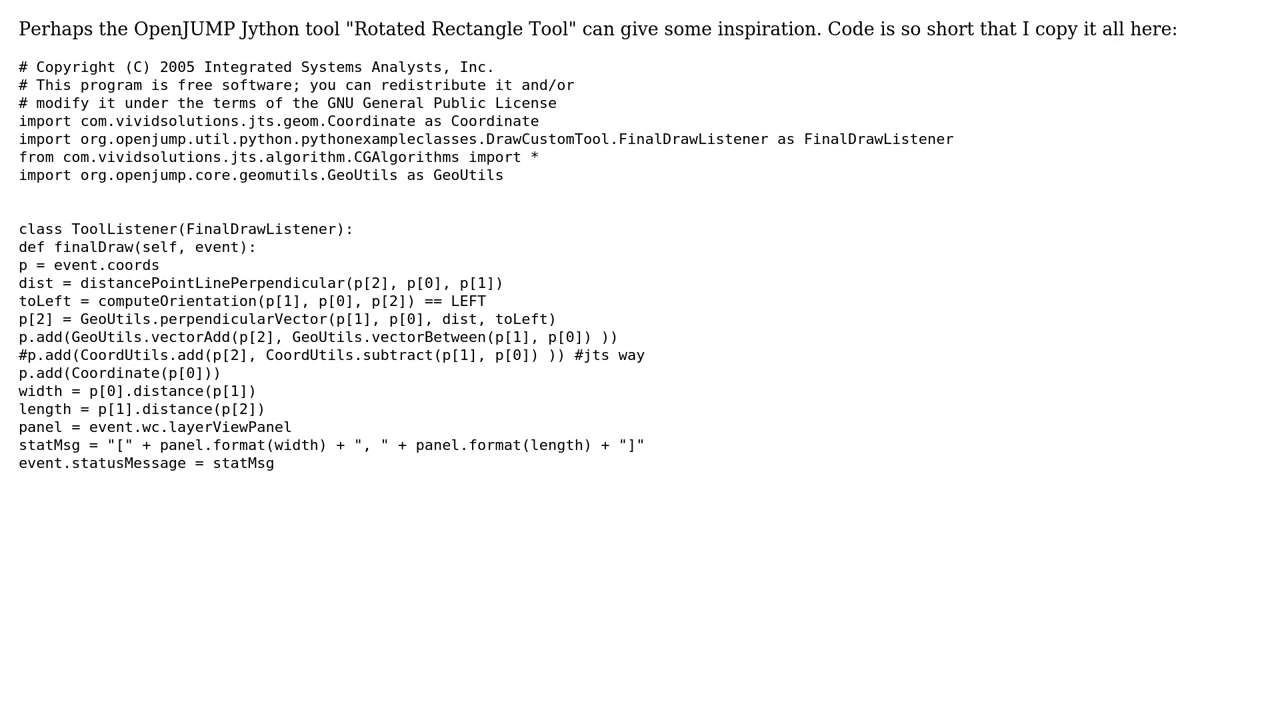 Perhaps the OpenJUMP Jython tool "Rotated Rectangle Tool" can give some inspiration. Code is so short that I copy it all here:
# Copyright (C) 2005 Integrated Systems Analysts, Inc.
# This program is free software; you can redistribute it and/or
# modify it under the terms of the GNU General Public License
import com.vividsolutions.jts.geom.Coordinate as Coordinate
import org.openjump.util.python.pythonexampleclasses.DrawCustomTool.FinalDrawListener as FinalDrawListener
from com.vividsolutions.jts.algorithm.CGAlgorithms import *
import org.openjump.core.geomutils.GeoUtils as GeoUtils
class ToolListener(FinalDrawListener):
def finalDraw(self, event):
p = event.coords
dist = distancePointLinePerpendicular(p[2], p[0], p[1])
toLeft = computeOrientation(p[1], p[0], p[2]) == LEFT
p[2] = GeoUtils.perpendicularVector(p[1], p[0], dist, toLeft)
p.add(GeoUtils.vectorAdd(p[2], GeoUtils.vectorBetween(p[1], p[0]) ))
#p.add(CoordUtils.add(p[2], CoordUtils.subtract(p[1], p[0]) )) #jts way
p.add(Coordinate(p[0]))
width = p[0].distance(p[1])
length = p[1].distance(p[2])
panel = event.wc.layerViewPanel
statMsg = "[" + panel.format(width) + ", " + panel.format(length) + "]"
event.statusMessage = statMsg